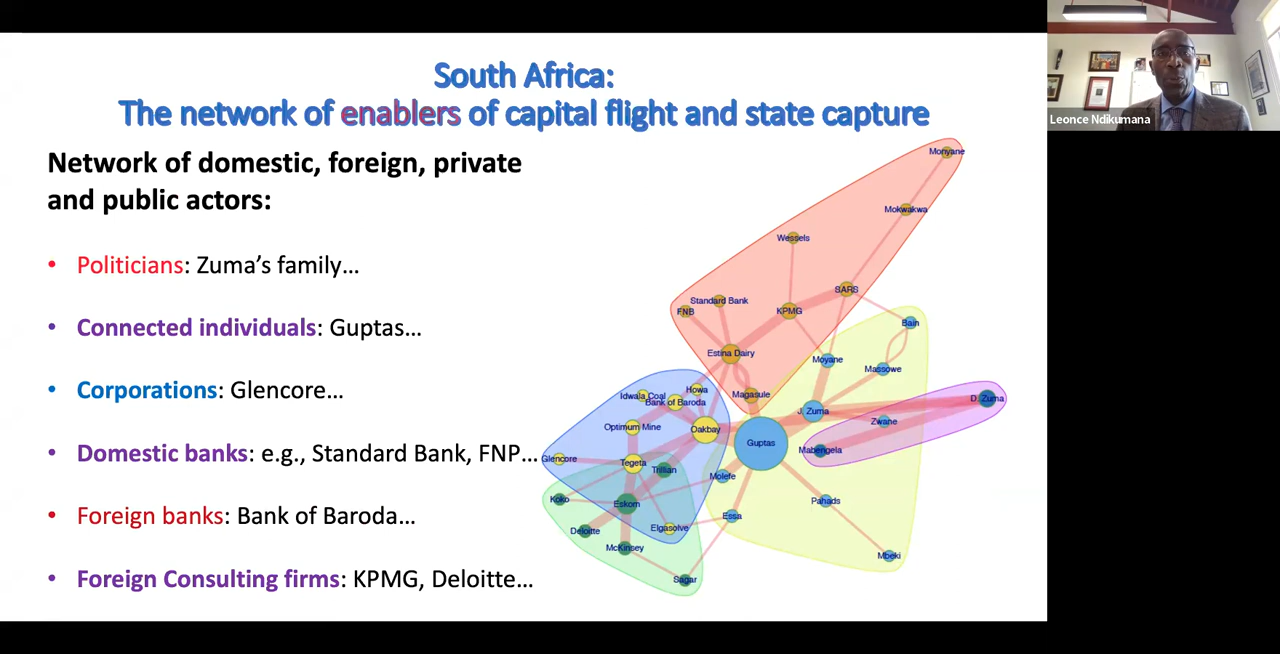 South Africa:
The network of enablers of capital flight and state capture
Leonce Ndikumana
Network of domestic, foreign, private
and public actors:
• Politicians: Zuma's family…
• Connected individuals: Guptas…
• Corporations: Glencore…
• Domestic banks: e.g., Standard Bank, FNP…
• Foreign banks: Bank of Baroda…
• Foreign Consulting firms: KPMG, Deloitte…
Monyane
Mokwakwa
Wessels
SARS
Standard Bank
FNB
KPMG
Bain
Estina Dairy
Moyane
Massowe
Howa
Idwala Coal
Magasule
Bank of Baroda
D. Zuma
J. Zuma
Zwane
Optimum Mine
Oakbay
Guptas
Mabengela
Glencore
Tegeta
Trillian
Molefe
Koko
Eskom
Pahads
Essa
Deloitte
Elgasolve
McKinsey
Mbeki
Sagar